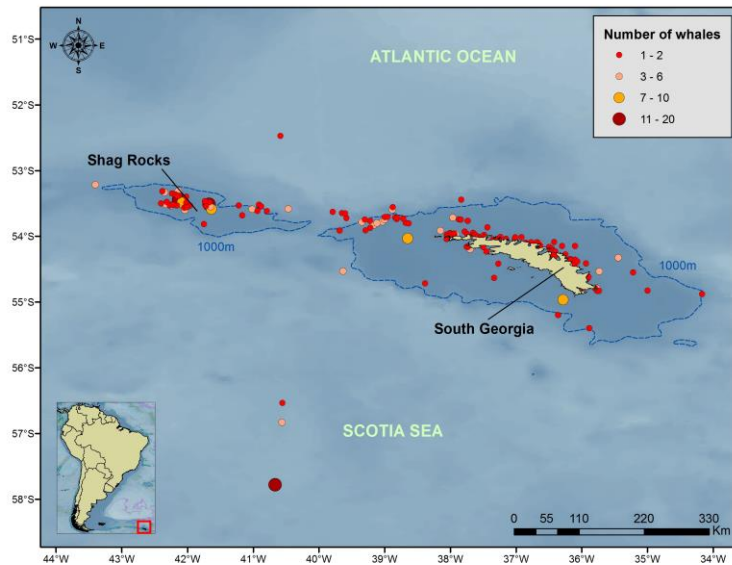 51°S
52°S
53°S
54°S
55°S
56°S
57°S
58°S
N
W E
S
ATLANTIC OCEAN
Number of whales
1 - 2
3 - 6
7 - 10
11 - 20
Shag Rocks
1000m
1000m
South Georgia
SCOTIA SEA
0 55 110 220 330
Km
44°W 43°W 42°W 41°W 40°W 39°W 38°W 37°W 36°W 35°W 34°W